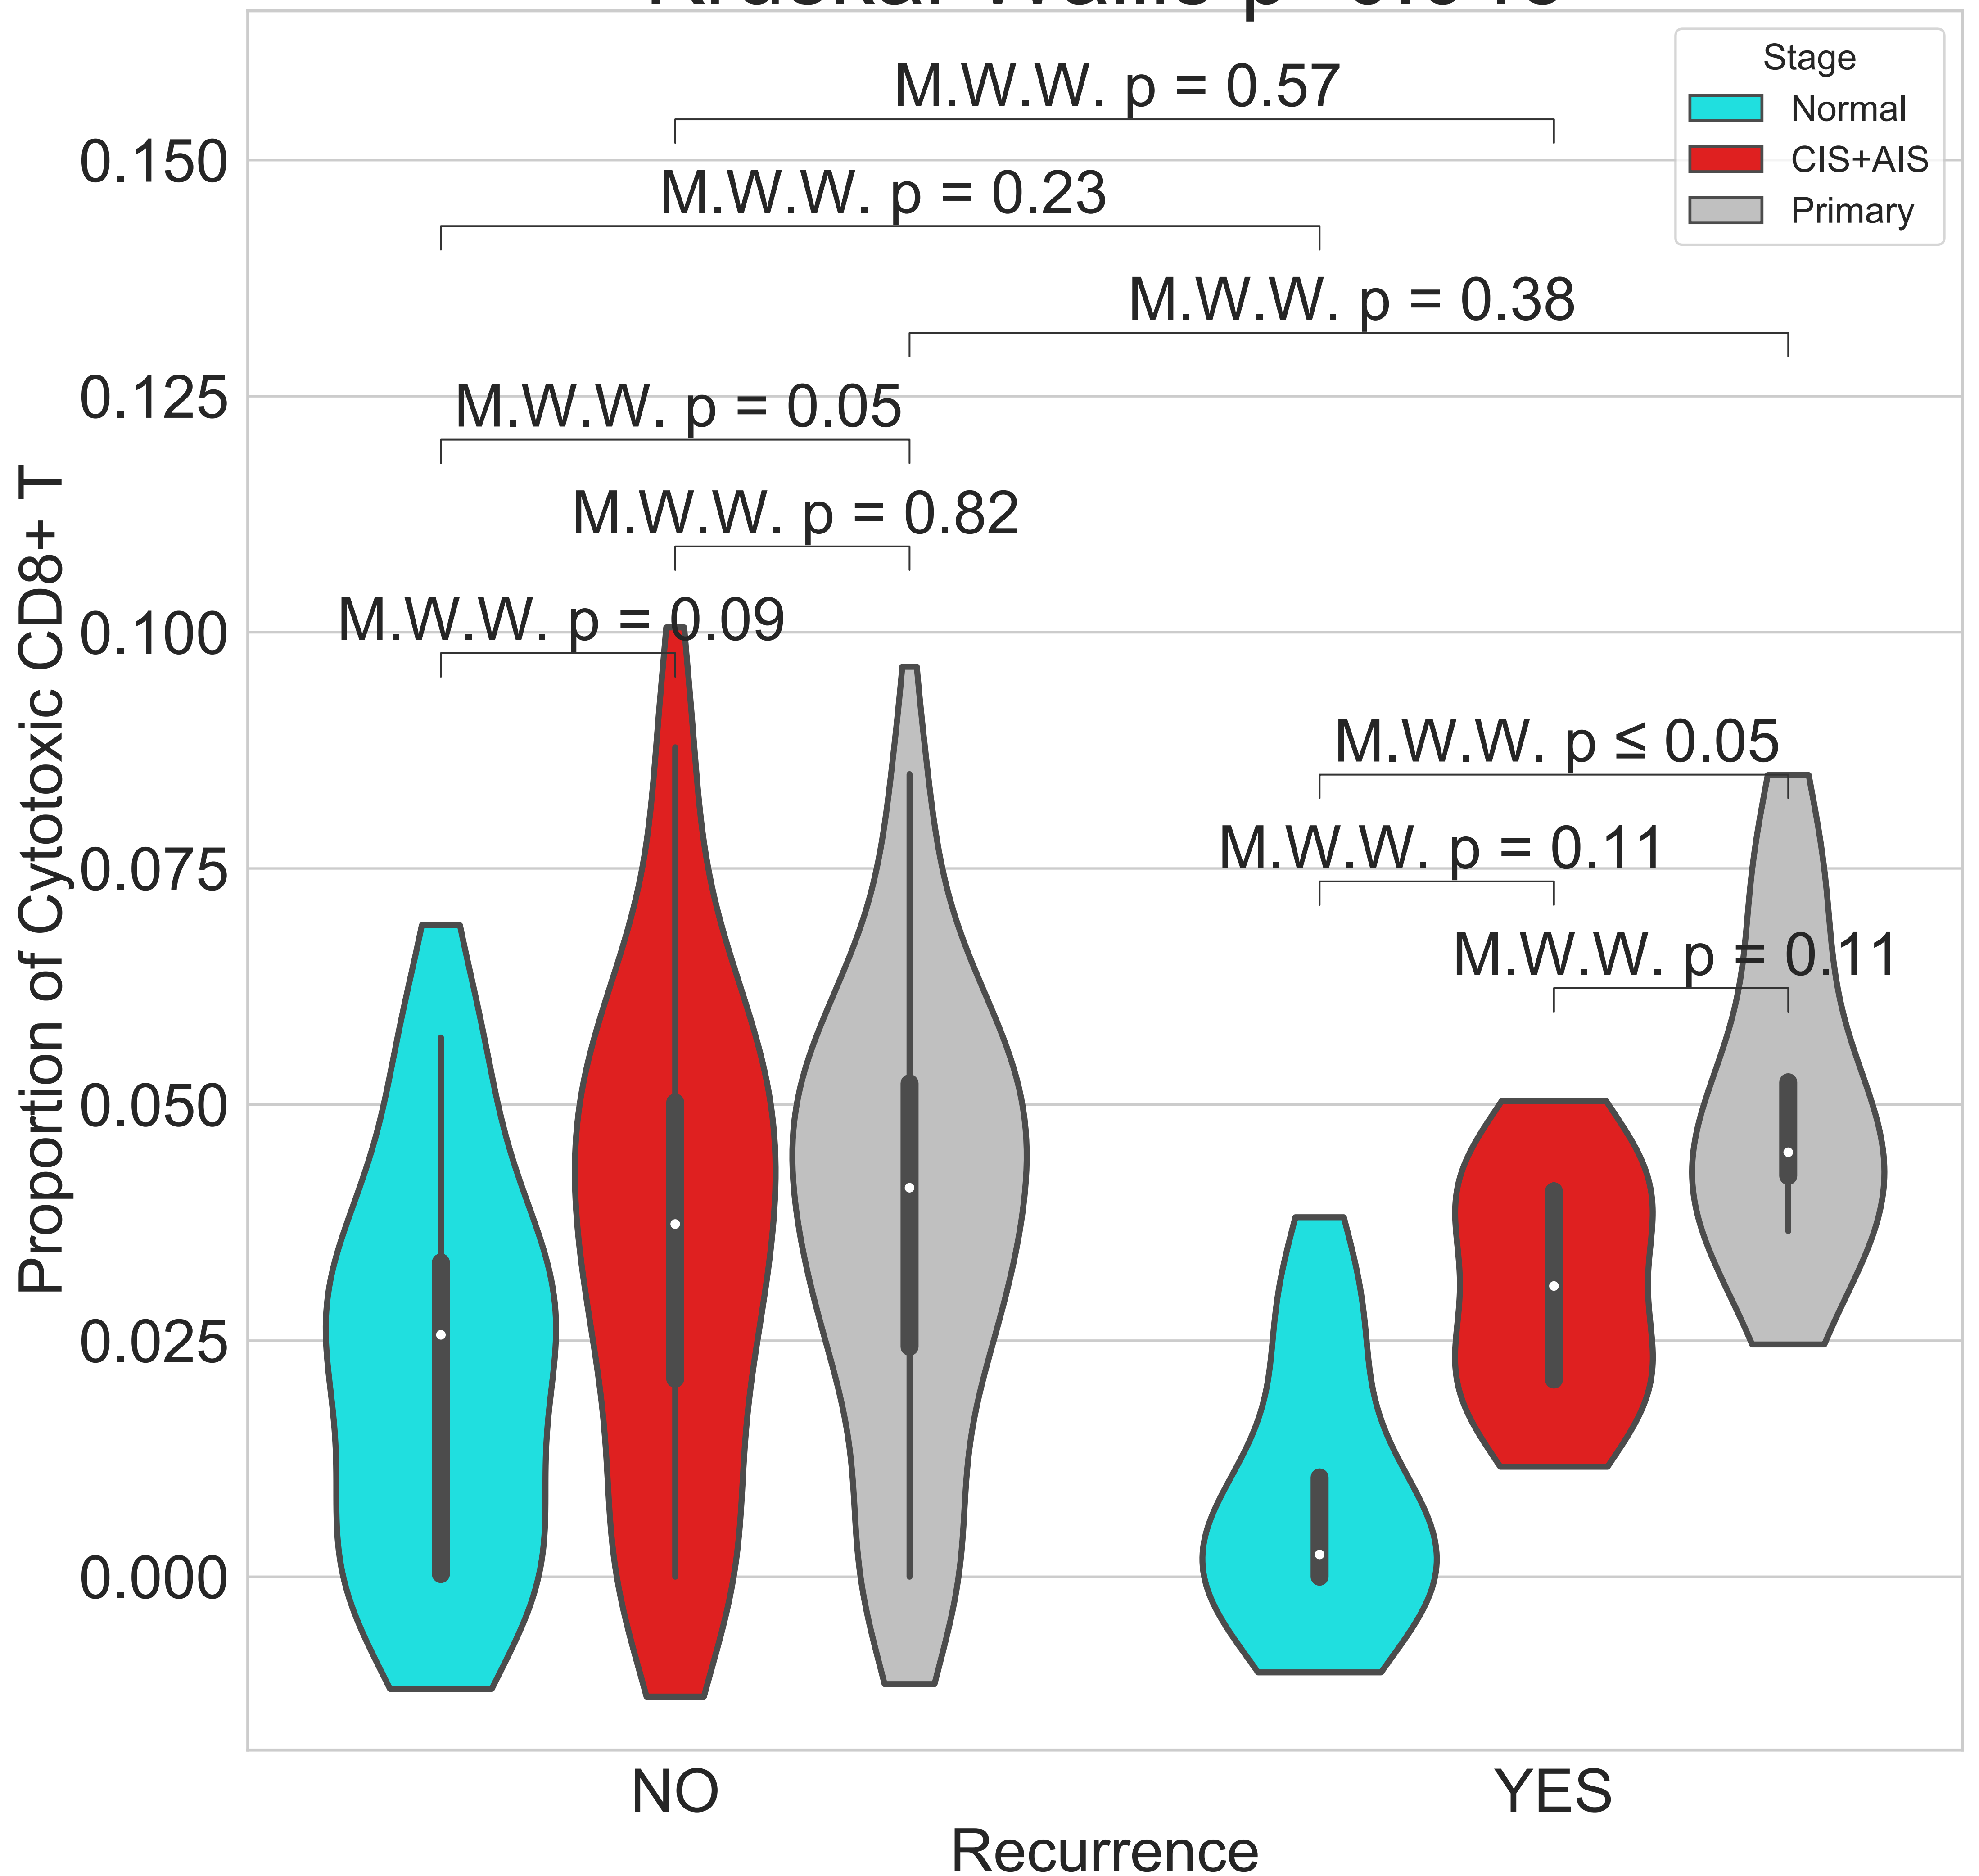 Stage
Normal
CIS+AIS
Primary
M.W.W. p = 0.57
M.W.W. p = 0.23
M.W.W. p = 0.38
M.W.W. p = 0.05
M.W.W. p = 0.82
M.W.W. p = 0.09
M.W.W. p ≤ 0.05
M.W.W. p = 0.11
M.W.W. p = 0.11
0.150
0.125
0.100
0.075
0.050
0.025
0.000
Proportion of Cytotoxic CD8+ T
NO
YES
Recurrence